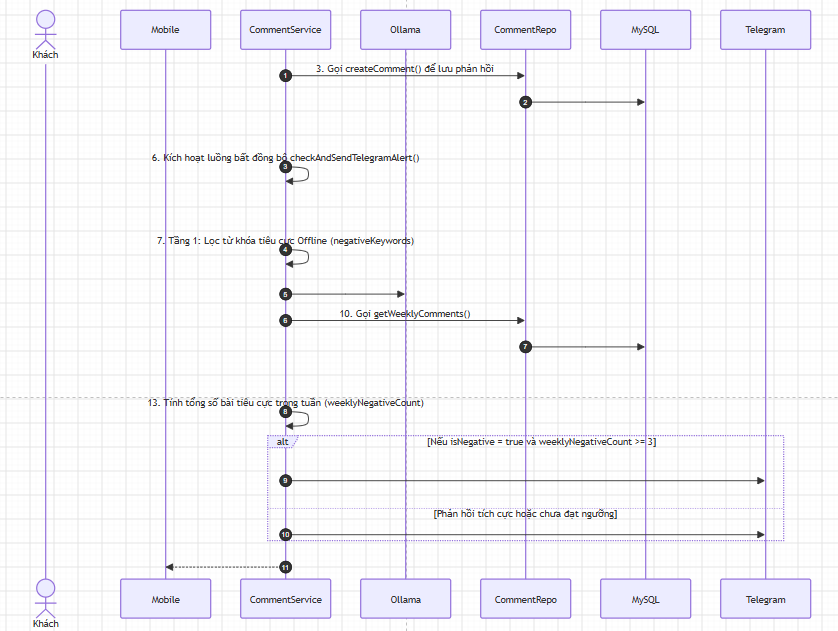 Mobile
CommentService
Ollama
CommentRepo
MySQL
Telegram
Khách
3. Gọi createComment() để lưu phản hồi
1
2
6. Kích hoạt luồng bất đồng bộ checkAndSendTelegramAlert()
3
7. Tầng 1: Lọc từ khóa tiêu cực Offline (negativeKeywords)
4
5
10. Gọi getWeeklyComments()
6
7
13. Tính tổng số bài tiêu cực trong tuần (weeklyNegativeCount)
8
alt
[Nếu isNegative = true và weeklyNegativeCount >= 3]
9
[Phản hồi tích cực hoặc chưa đạt ngưỡng]
10
11
Mobile
CommentService
Ollama
CommentRepo
MySQL
Telegram
Khách